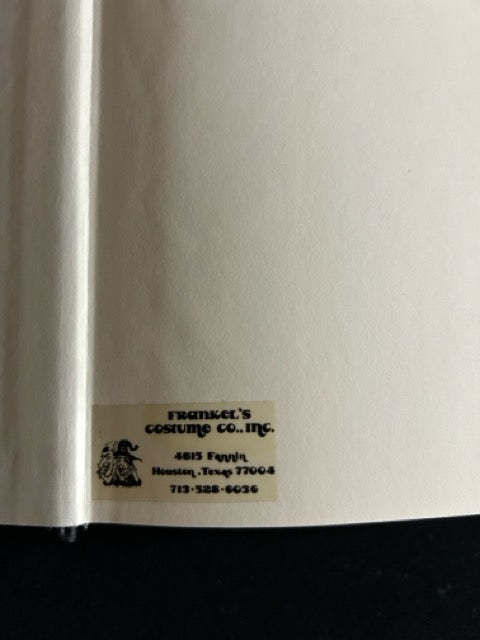 Frankel's
Costume Co., Inc.
4815 Fannin
Houston, Texas 77004
713-528-6036